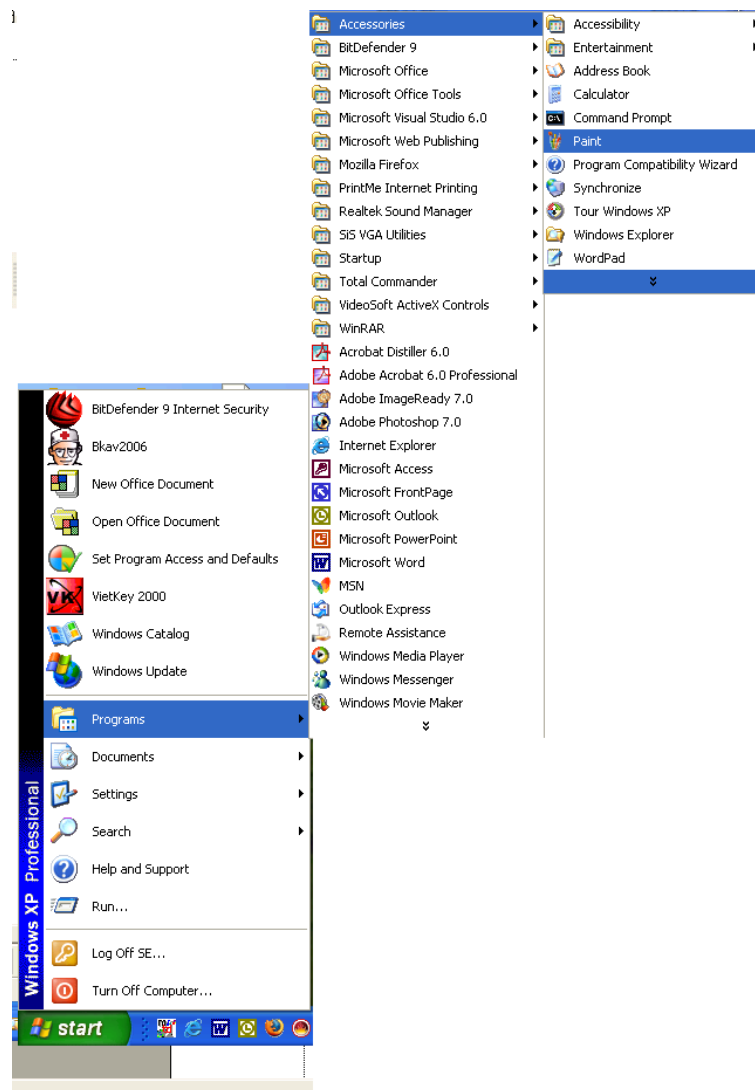 Accessories
BitDefender 9
Microsoft Office
Microsoft Office Tools
Microsoft Visual Studio 6.0
Microsoft Web Publishing
Mozilla Firefox
PrintMe Internet Printing
Realtek Sound Manager
SiS VGA Utilities
Startup
Total Commander
VideoSoft ActiveX Controls
WinRAR
Acrobat Distiller 6.0
Adobe Acrobat 6.0 Professional
Adobe ImageReady 7.0
Adobe Photoshop 7.0
Internet Explorer
Microsoft Access
Microsoft FrontPage
Microsoft Outlook
Microsoft PowerPoint
Microsoft Word
MSN
Outlook Express
Remote Assistance
Windows Media Player
Windows Messenger
Windows Movie Maker
Accessibility
Entertainment
Address Book
Calculator
Command Prompt
Paint
Program Compatibility Wizard
Synchronize
Tour Windows XP
Windows Explorer
WordPad
BitDefender 9 Internet Security
Bkav2006
New Office Document
Open Office Document
Set Program Access and Defaults
VK
VietKey 2000
Windows Catalog
Windows Update
Programs
Documents
Settings
Search
Help and Support
Run...
Log Off SE...
Turn Off Computer...
Windows XP Professional
start